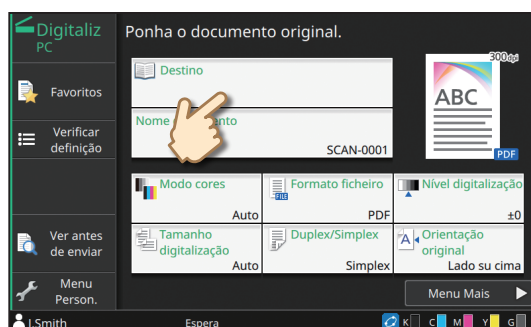 Digitaliz
PC
Ponha o documento original.
Favoritos
Verificar
definição
Ver antes
de enviar
Menu
Person.
Destino
Nome
SCAN-0001
300dpi
ABC
PDF
Modo cores
Auto
Formato ficheiro
FILE
PDF
Nível digitalização
±0
Tamanho
digitalização
Auto
Duplex/Simplex
Simplex
A
Orientação
original
Lado su cima
Menu Mais
J.Smith
Espera
K C M Y G